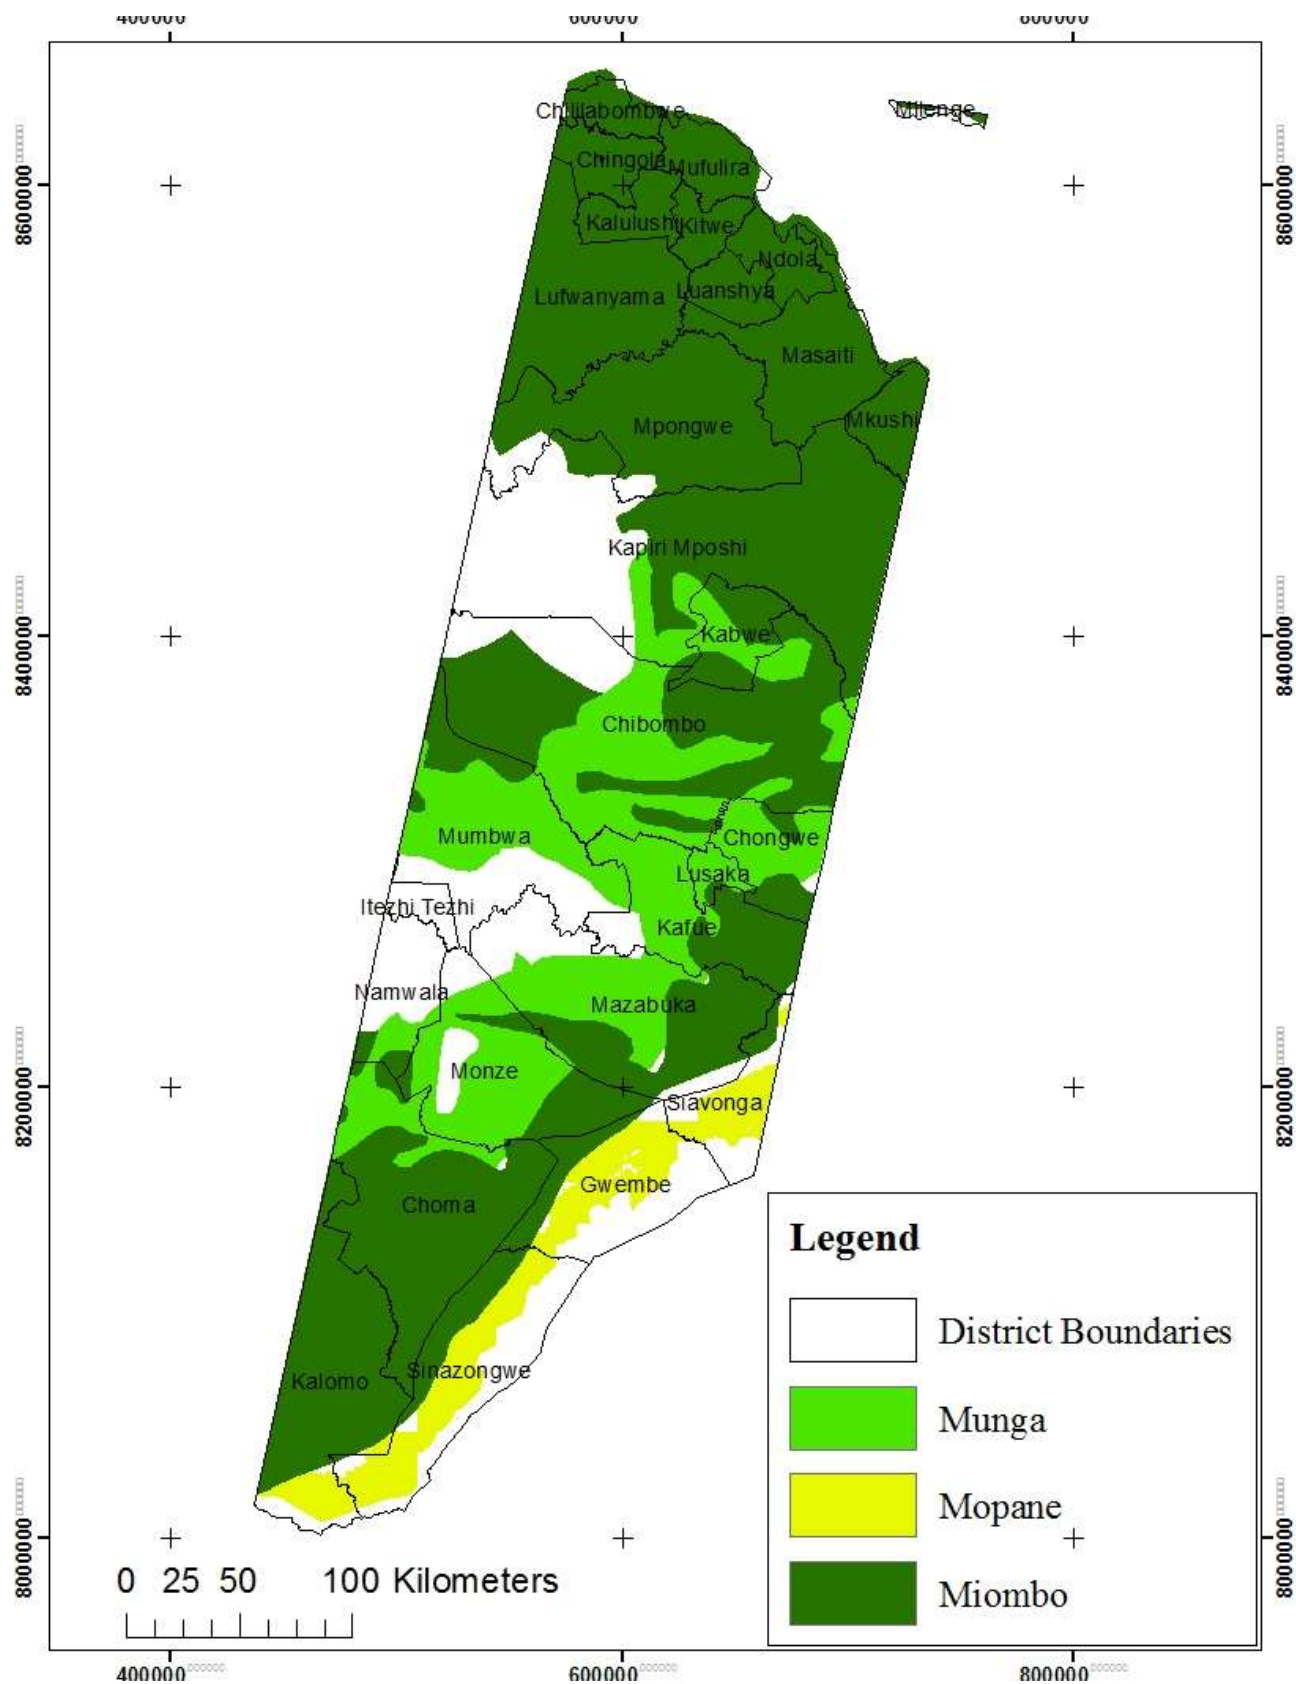 400000 600000 800000
Chililabombwe
Milenge
Chingola
Mufulira
8600000
8600000
Kalulushi
Kitwe
Ndola
Luanshya
Lufwanyama
Masaiti
Mkushi
Mpongwe
Kapiri Mposhi
8400000
8400000
Kabwe
Chibombo
Mumbwa
Chongwe
Lusaka
Itezhi Tezhi
Kafue
Namwala
Mazabuka
Monze
8200000
8200000
Siavonga
Gwembe
Choma
Legend
District Boundaries
Sinazongwe
Kalomo
Munga
Mopane
8000000
8000000
Miombo
0 25 50 100 Kilometers
400000 600000 800000